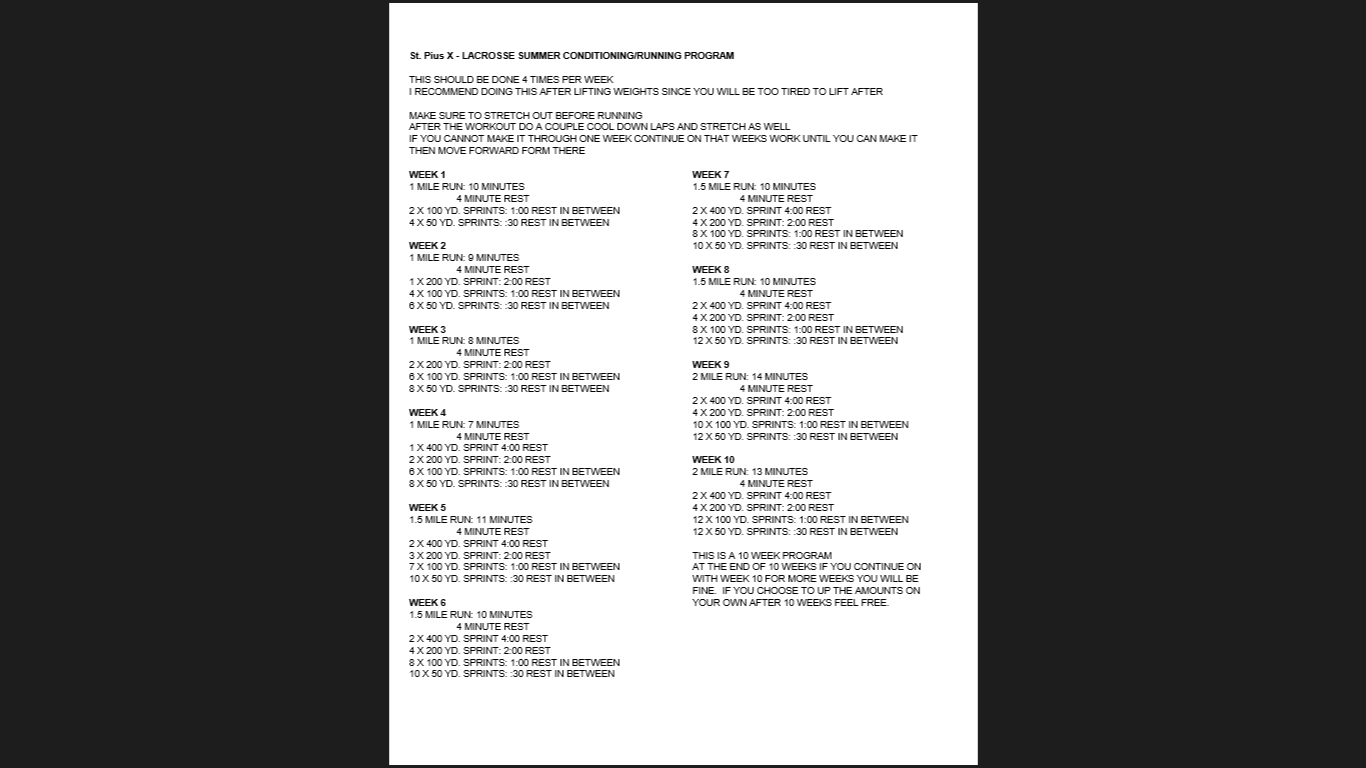 St. Pius X - LACROSSE SUMMER CONDITIONING/RUNNING PROGRAM
THIS SHOULD BE DONE 4 TIMES PER WEEK
I RECOMMEND DOING THIS AFTER LIFTING WEIGHTS SINCE YOU WILL BE TOO TIRED TO LIFT AFTER
MAKE SURE TO STRETCH OUT BEFORE RUNNING
AFTER THE WORKOUT DO A COUPLE COOL DOWN LAPS AND STRETCH AS WELL
IF YOU CANNOT MAKE IT THROUGH ONE WEEK CONTINUE ON THAT WEEKS WORK UNTIL YOU CAN MAKE IT
THEN MOVE FORWARD FORM THERE
WEEK 1
1 MILE RUN: 10 MINUTES
4 MINUTE REST
2 X 100 YD. SPRINTS: 1:00 REST IN BETWEEN
4 X 50 YD. SPRINTS: :30 REST IN BETWEEN
WEEK 2
1 MILE RUN: 9 MINUTES
4 MINUTE REST
1 X 200 YD. SPRINT: 2:00 REST
4 X 100 YD. SPRINTS: 1:00 REST IN BETWEEN
6 X 50 YD. SPRINTS: :30 REST IN BETWEEN
WEEK 3
1 MILE RUN: 8 MINUTES
4 MINUTE REST
2 X 200 YD. SPRINT: 2:00 REST
6 X 100 YD. SPRINTS: 1:00 REST IN BETWEEN
8 X 50 YD. SPRINTS: :30 REST IN BETWEEN
WEEK 4
1 MILE RUN: 7 MINUTES
4 MINUTE REST
1 X 400 YD. SPRINT 4:00 REST
2 X 200 YD. SPRINT: 2:00 REST
6 X 100 YD. SPRINTS: 1:00 REST IN BETWEEN
8 X 50 YD. SPRINTS: :30 REST IN BETWEEN
WEEK 5
1.5 MILE RUN: 11 MINUTES
4 MINUTE REST
2 X 400 YD. SPRINT 4:00 REST
3 X 200 YD. SPRINT: 2:00 REST
7 X 100 YD. SPRINTS: 1:00 REST IN BETWEEN
10 X 50 YD. SPRINTS: :30 REST IN BETWEEN
WEEK 6
1.5 MILE RUN: 10 MINUTES
4 MINUTE REST
2 X 400 YD. SPRINT 4:00 REST
4 X 200 YD. SPRINT: 2:00 REST
8 X 100 YD. SPRINTS: 1:00 REST IN BETWEEN
10 X 50 YD. SPRINTS: :30 REST IN BETWEEN
WEEK 7
1.5 MILE RUN: 10 MINUTES
4 MINUTE REST
2 X 400 YD. SPRINT 4:00 REST
4 X 200 YD. SPRINT: 2:00 REST
8 X 100 YD. SPRINTS: 1:00 REST IN BETWEEN
10 X 50 YD. SPRINTS: :30 REST IN BETWEEN
WEEK 8
1.5 MILE RUN: 10 MINUTES
4 MINUTE REST
2 X 400 YD. SPRINT 4:00 REST
4 X 200 YD. SPRINT: 2:00 REST
8 X 100 YD. SPRINTS: 1:00 REST IN BETWEEN
12 X 50 YD. SPRINTS: :30 REST IN BETWEEN
WEEK 9
2 MILE RUN: 14 MINUTES
4 MINUTE REST
2 X 400 YD. SPRINT 4:00 REST
4 X 200 YD. SPRINT: 2:00 REST
10 X 100 YD. SPRINTS: 1:00 REST IN BETWEEN
12 X 50 YD. SPRINTS: :30 REST IN BETWEEN
WEEK 10
2 MILE RUN: 13 MINUTES
4 MINUTE REST
2 X 400 YD. SPRINT 4:00 REST
4 X 200 YD. SPRINT: 2:00 REST
12 X 100 YD. SPRINTS: 1:00 REST IN BETWEEN
12 X 50 YD. SPRINTS: :30 REST IN BETWEEN
THIS IS A 10 WEEK PROGRAM
AT THE END OF 10 WEEKS IF YOU CONTINUE ON
WITH WEEK 10 FOR MORE WEEKS YOU WILL BE
FINE. IF YOU CHOOSE TO UP THE AMOUNTS ON
YOUR OWN AFTER 10 WEEKS FEEL FREE.